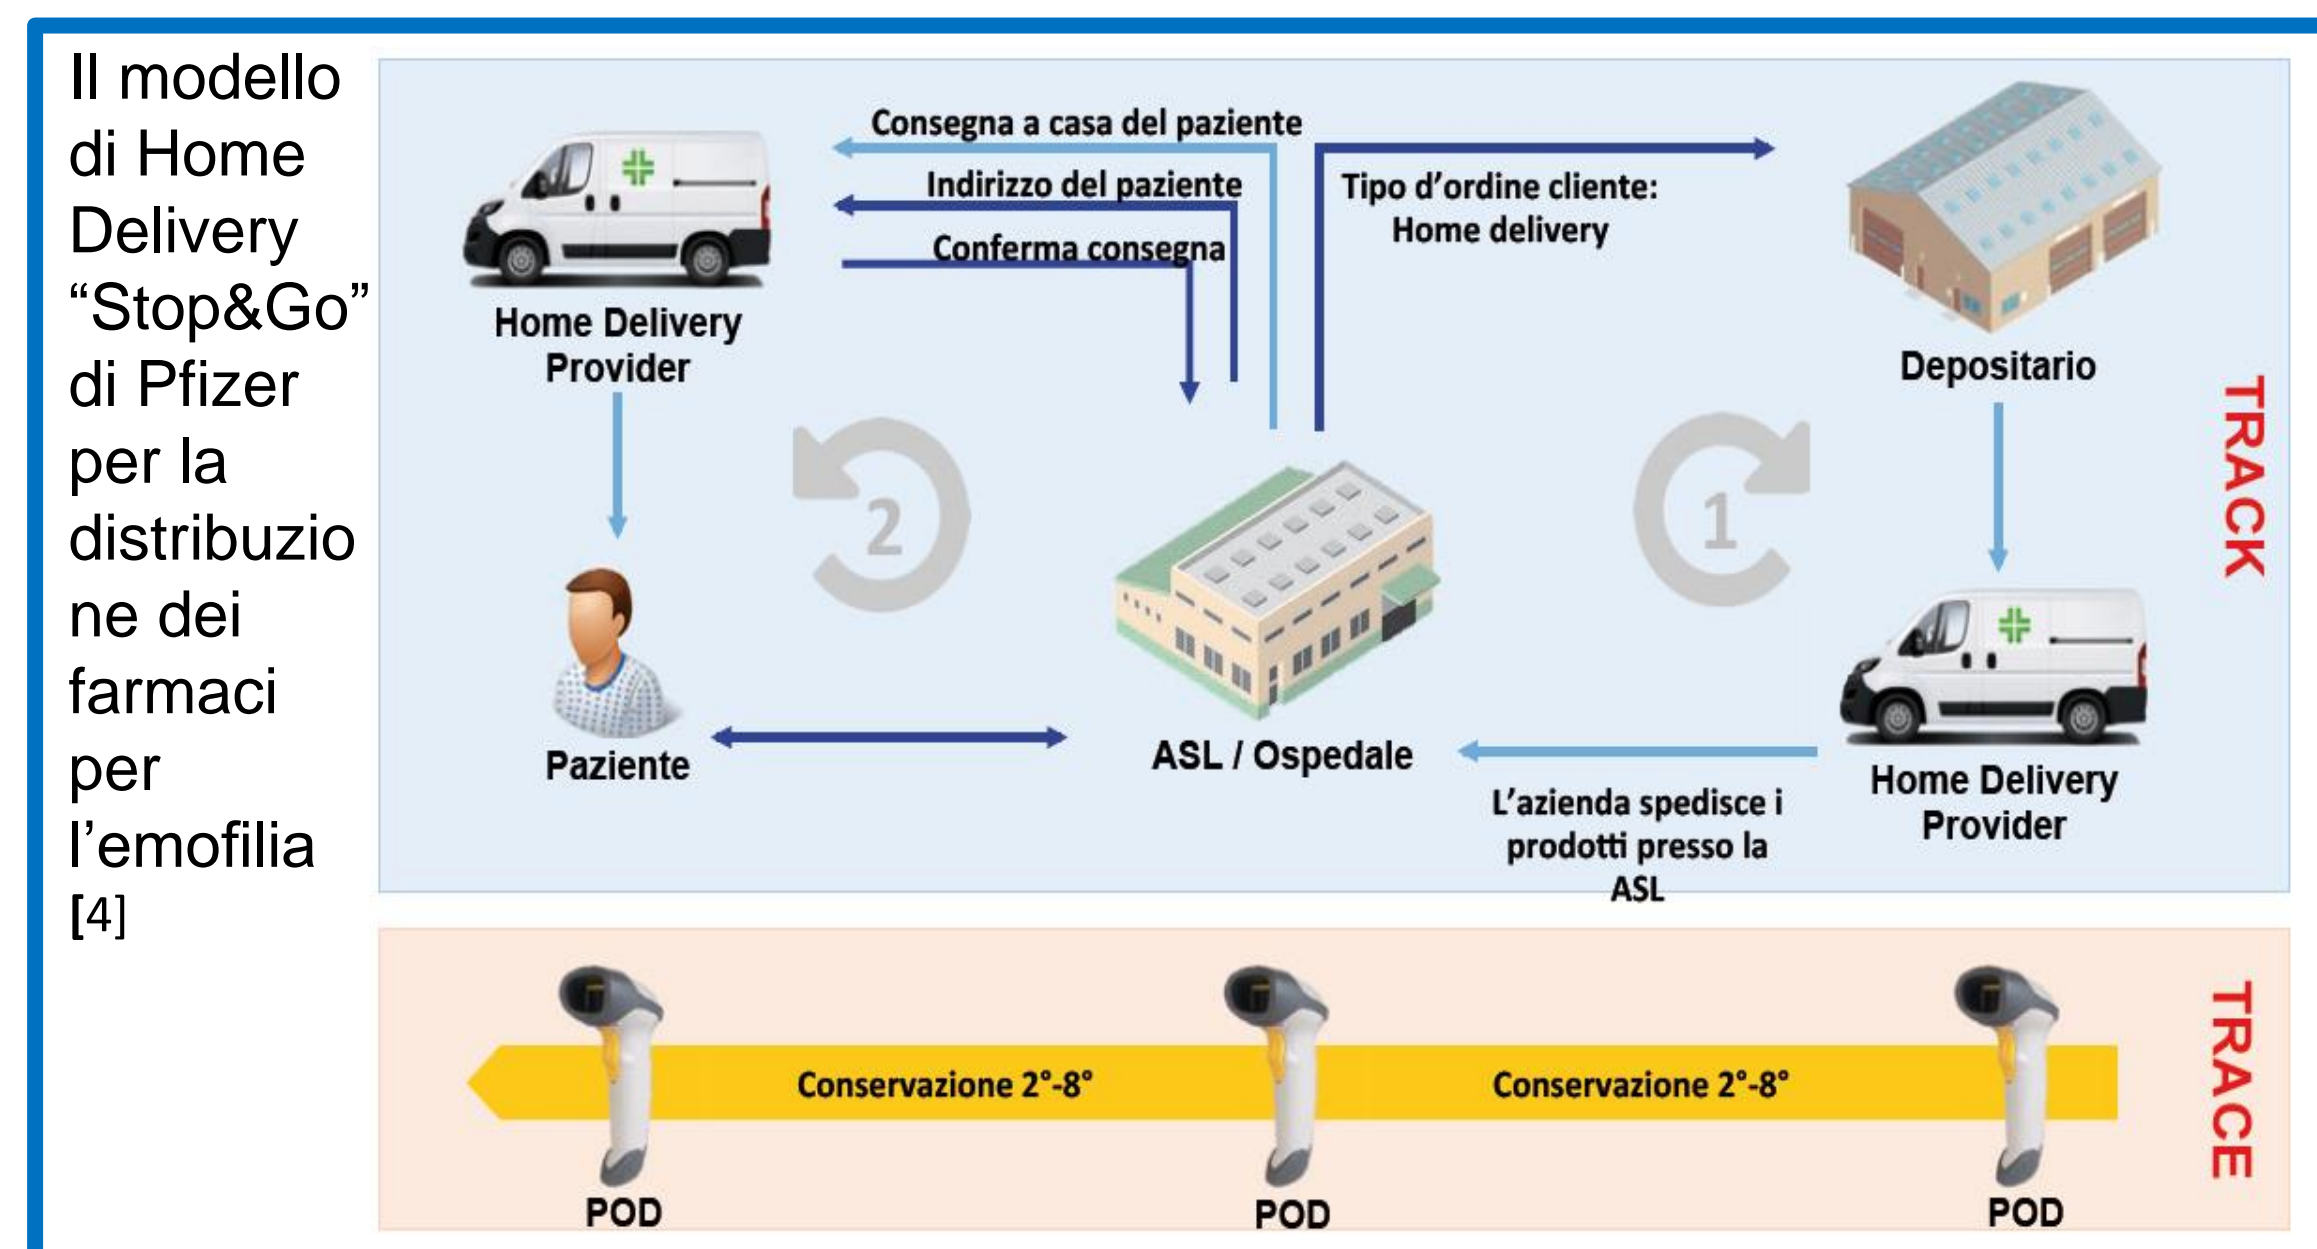 Il modello
di Home
Delivery
“Stop&Go”
di Pfizer
per la
distribuzio
ne dei
farmaci
per
l’emofilia
[4]
Consegna a casa del paziente
Indirizzo del paziente
Conferma consegna
Tipo d’ordine cliente:
Home delivery
Home Delivery
Provider
Depositario
TRACK
2
1
Paziente
ASL / Ospedale
L’azienda spedisce i
prodotti presso la
ASL
Home Delivery
Provider
Conservazione 2°-8°
Conservazione 2°-8°
TRACE
POD
POD
POD